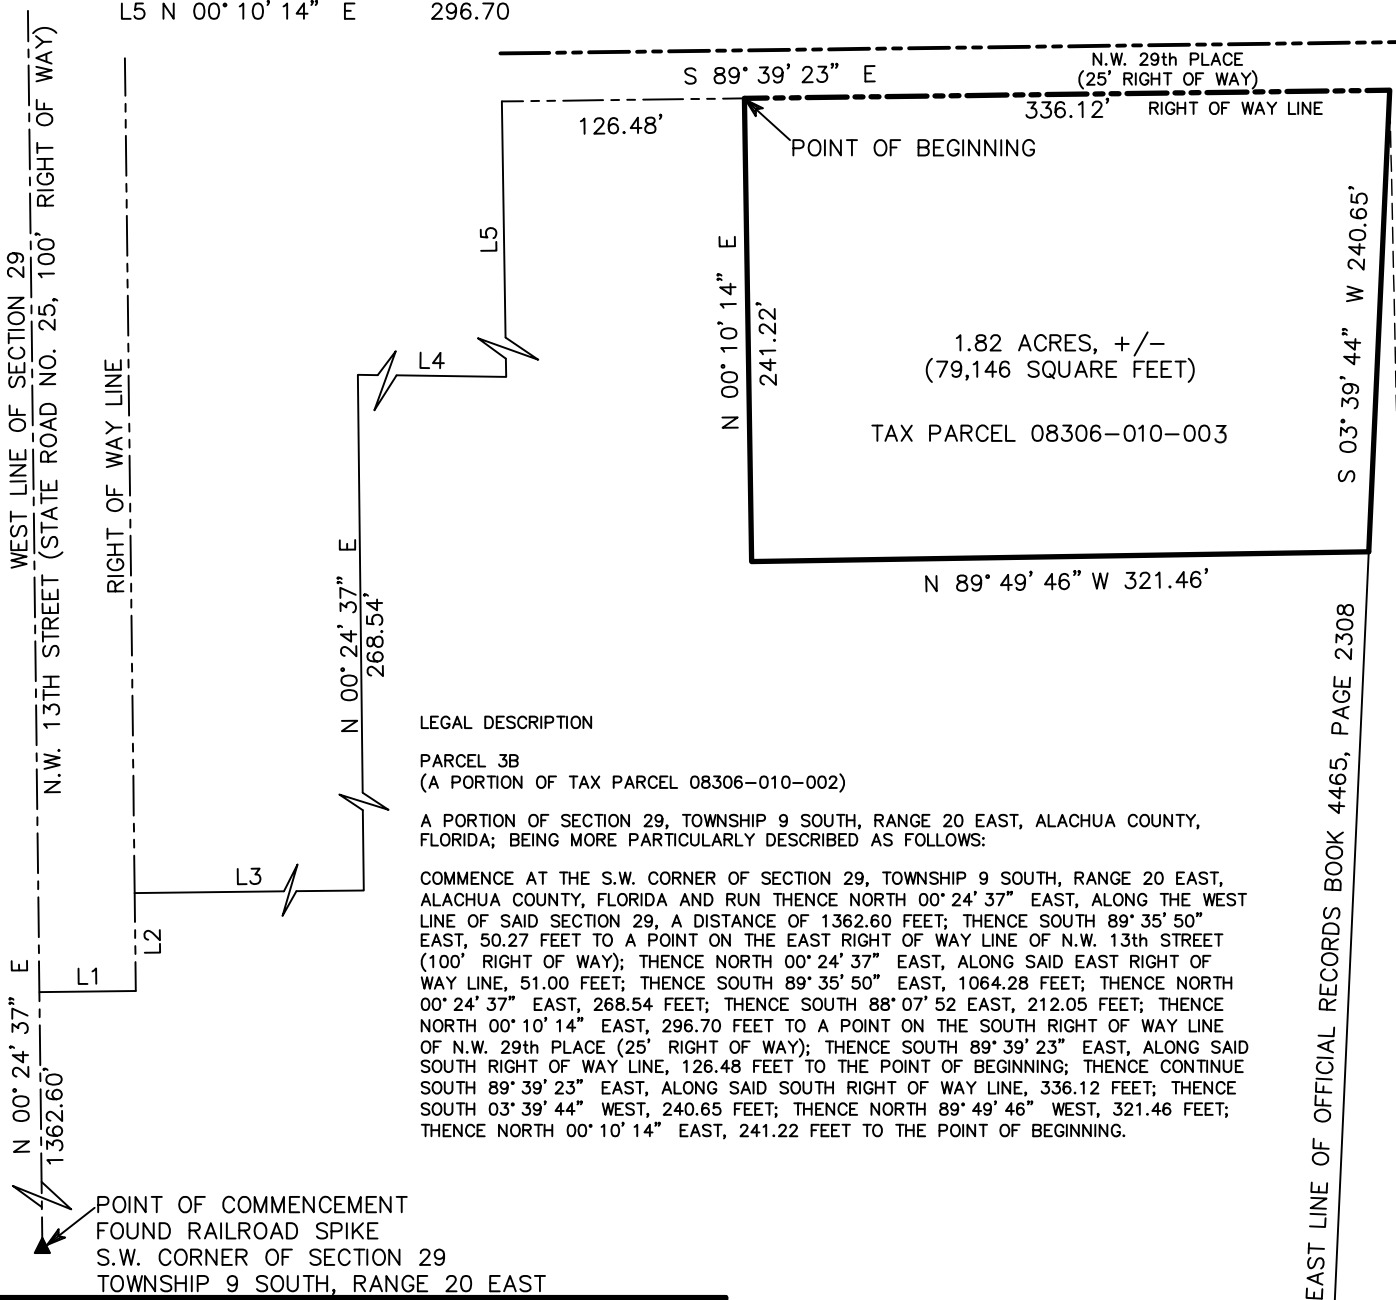 L5 N 00°10'14" E 296.70
S 89°39'23" E
N.W. 29th PLACE
(25' RIGHT OF WAY)
126.48'
336.12' RIGHT OF WAY LINE
POINT OF BEGINNING
WEST LINE OF SECTION 29
N.W. 13TH STREET (STATE ROAD NO. 25, 100' RIGHT OF WAY)
RIGHT OF WAY LINE
L5
N 00°10'14" E
241.22'
S 03°39'44" W 240.65'
1.82 ACRES, +/-
(79,146 SQUARE FEET)
TAX PARCEL 08306-010-003
L4
N 00°24'37" E
268.54'
N 89°49'46" W 321.46'
LEGAL DESCRIPTION
PARCEL 3B
(A PORTION OF TAX PARCEL 08306-010-002)
A PORTION OF SECTION 29, TOWNSHIP 9 SOUTH, RANGE 20 EAST, ALACHUA COUNTY,
FLORIDA; BEING MORE PARTICULARLY DESCRIBED AS FOLLOWS:
COMMENCE AT THE S.W. CORNER OF SECTION 29, TOWNSHIP 9 SOUTH, RANGE 20 EAST,
ALACHUA COUNTY, FLORIDA AND RUN THENCE NORTH 00°24'37" EAST, ALONG THE WEST
LINE OF SAID SECTION 29, A DISTANCE OF 1362.60 FEET; THENCE SOUTH 89°35'50"
EAST, 50.27 FEET TO A POINT ON THE EAST RIGHT OF WAY LINE OF N.W. 13th STREET
(100' RIGHT OF WAY); THENCE NORTH 00°24'37" EAST, ALONG SAID EAST RIGHT OF
WAY LINE, 51.00 FEET; THENCE SOUTH 89°35'50" EAST, 1064.28 FEET; THENCE NORTH
00°24'37" EAST, 268.54 FEET; THENCE SOUTH 88°07'52 EAST, 212.05 FEET; THENCE
NORTH 00°10'14" EAST, 296.70 FEET TO A POINT ON THE SOUTH RIGHT OF WAY LINE
OF N.W. 29th PLACE (25' RIGHT OF WAY); THENCE SOUTH 89°39'23" EAST, ALONG SAID
SOUTH RIGHT OF WAY LINE, 126.48 FEET TO THE POINT OF BEGINNING; THENCE CONTINUE
SOUTH 89°39'23" EAST, ALONG SAID SOUTH RIGHT OF WAY LINE, 336.12 FEET; THENCE
SOUTH 03°39'44" WEST, 240.65 FEET; THENCE NORTH 89°49'46" WEST, 321.46 FEET;
THENCE NORTH 00°10'14" EAST, 241.22 FEET TO THE POINT OF BEGINNING.
L3
L2
L1
N 00°24'37" E
1362.60'
EAST LINE OF OFFICIAL RECORDS BOOK 4465, PAGE 2308
POINT OF COMMENCEMENT
FOUND RAILROAD SPIKE
S.W. CORNER OF SECTION 29
TOWNSHIP 9 SOUTH, RANGE 20 EAST